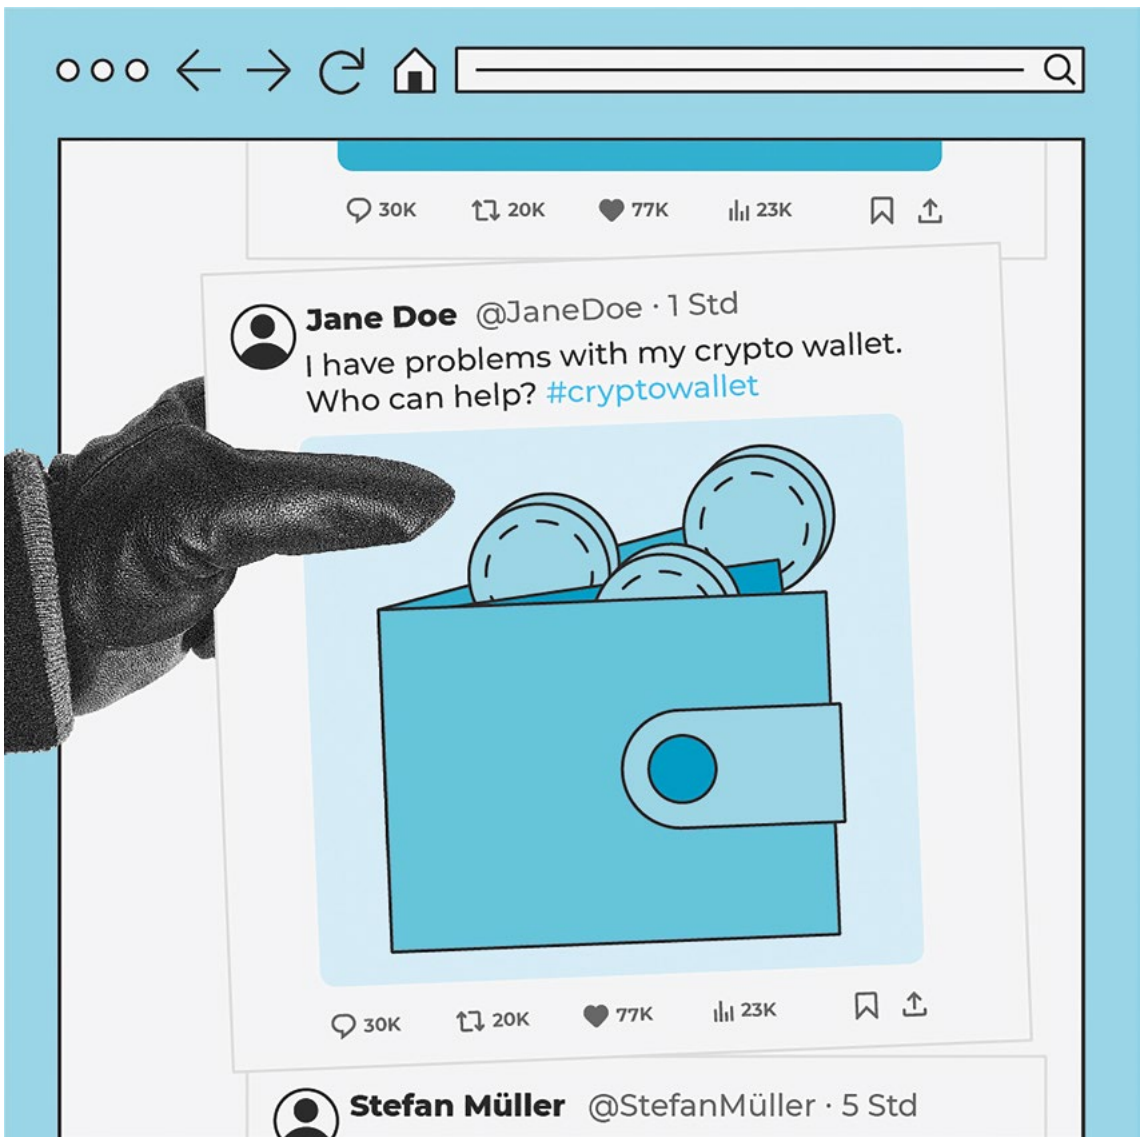 30K 20K 77K 23K
Jane Doe @JaneDoe · 1 Std
I have problems with my crypto wallet.
Who can help? #cryptowallet
30K 20K 77K 23K
Stefan Müller @StefanMüller · 5 Std